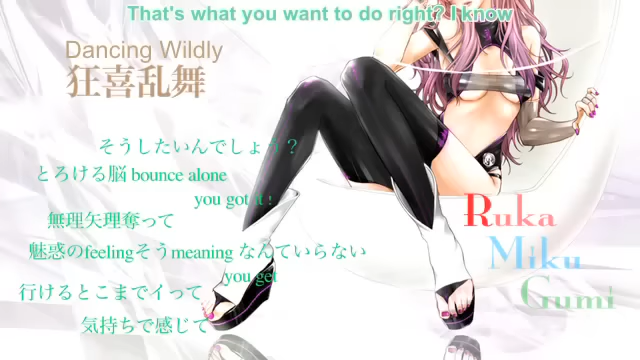 That's what you want to do right? I know
Dancing Wildly
狂喜乱舞
そうしたいんでしょう？
とろける脳 bounce alone
you got it !
無理矢理奪って
魅惑のfeelingそうmeaning なんていらない
you get
行けるとこまでイって
気持ちで感じて
Ruka
Miku
Gumi